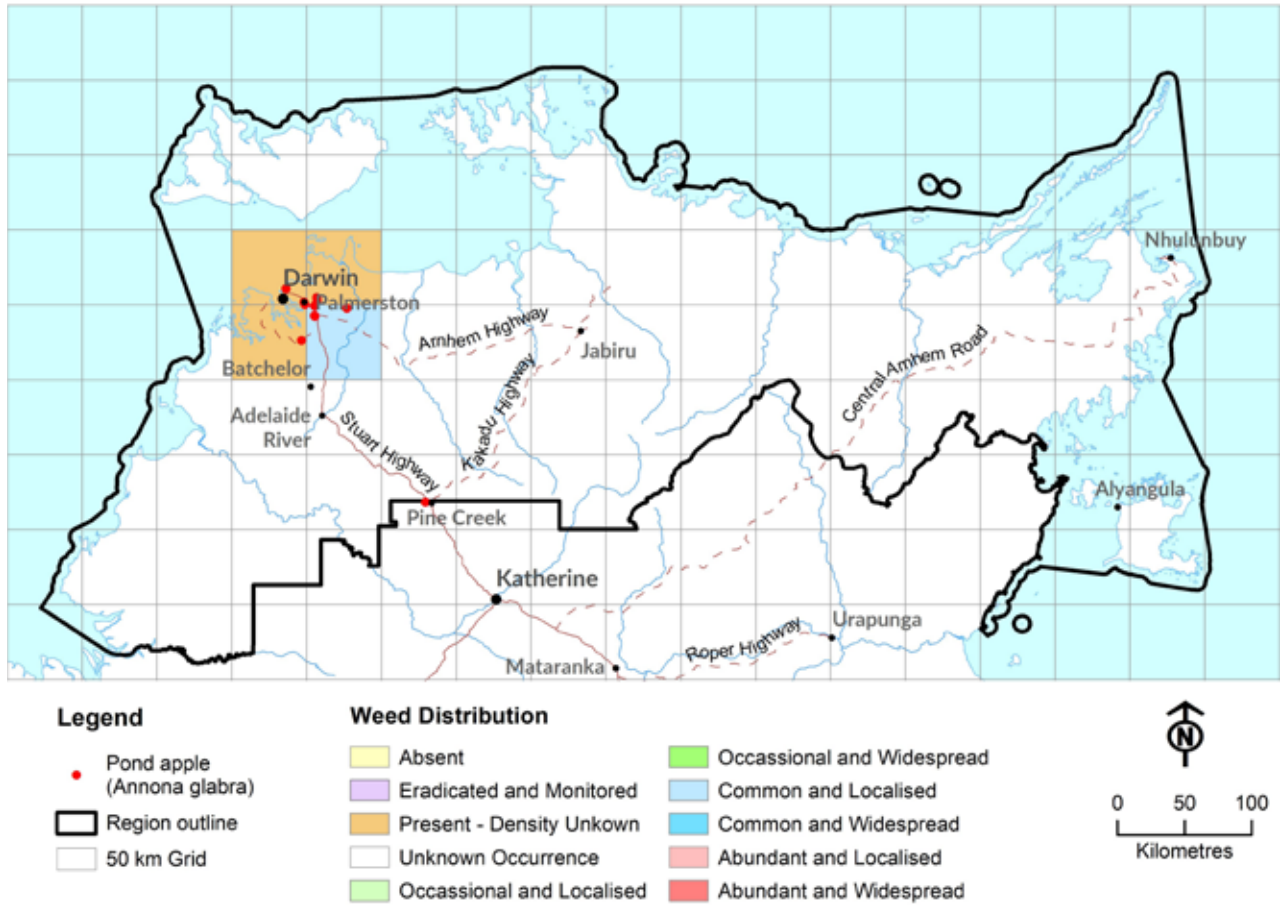 Nhulunbuy
Darwin
Palmerston
Arnhem Highway
Jabiru
Batchelor
Central Arnhem Road
Kakadu Highway
Adelaide
River
Stuart Highway
Alyangula
Pine Creek
Katherine
Urapunga
Roper Highway
Mataranka
Legend
Pond apple
(Annona glabra)
Region outline
50 km Grid
Weed Distribution
Absent
Eradicated and Monitored
Present - Density Unkown
Unknown Occurrence
Occassional and Localised
Occassional and Widespread
Common and Localised
Common and Widespread
Abundant and Localised
Abundant and Widespread
N
0 50 100
Kilometres